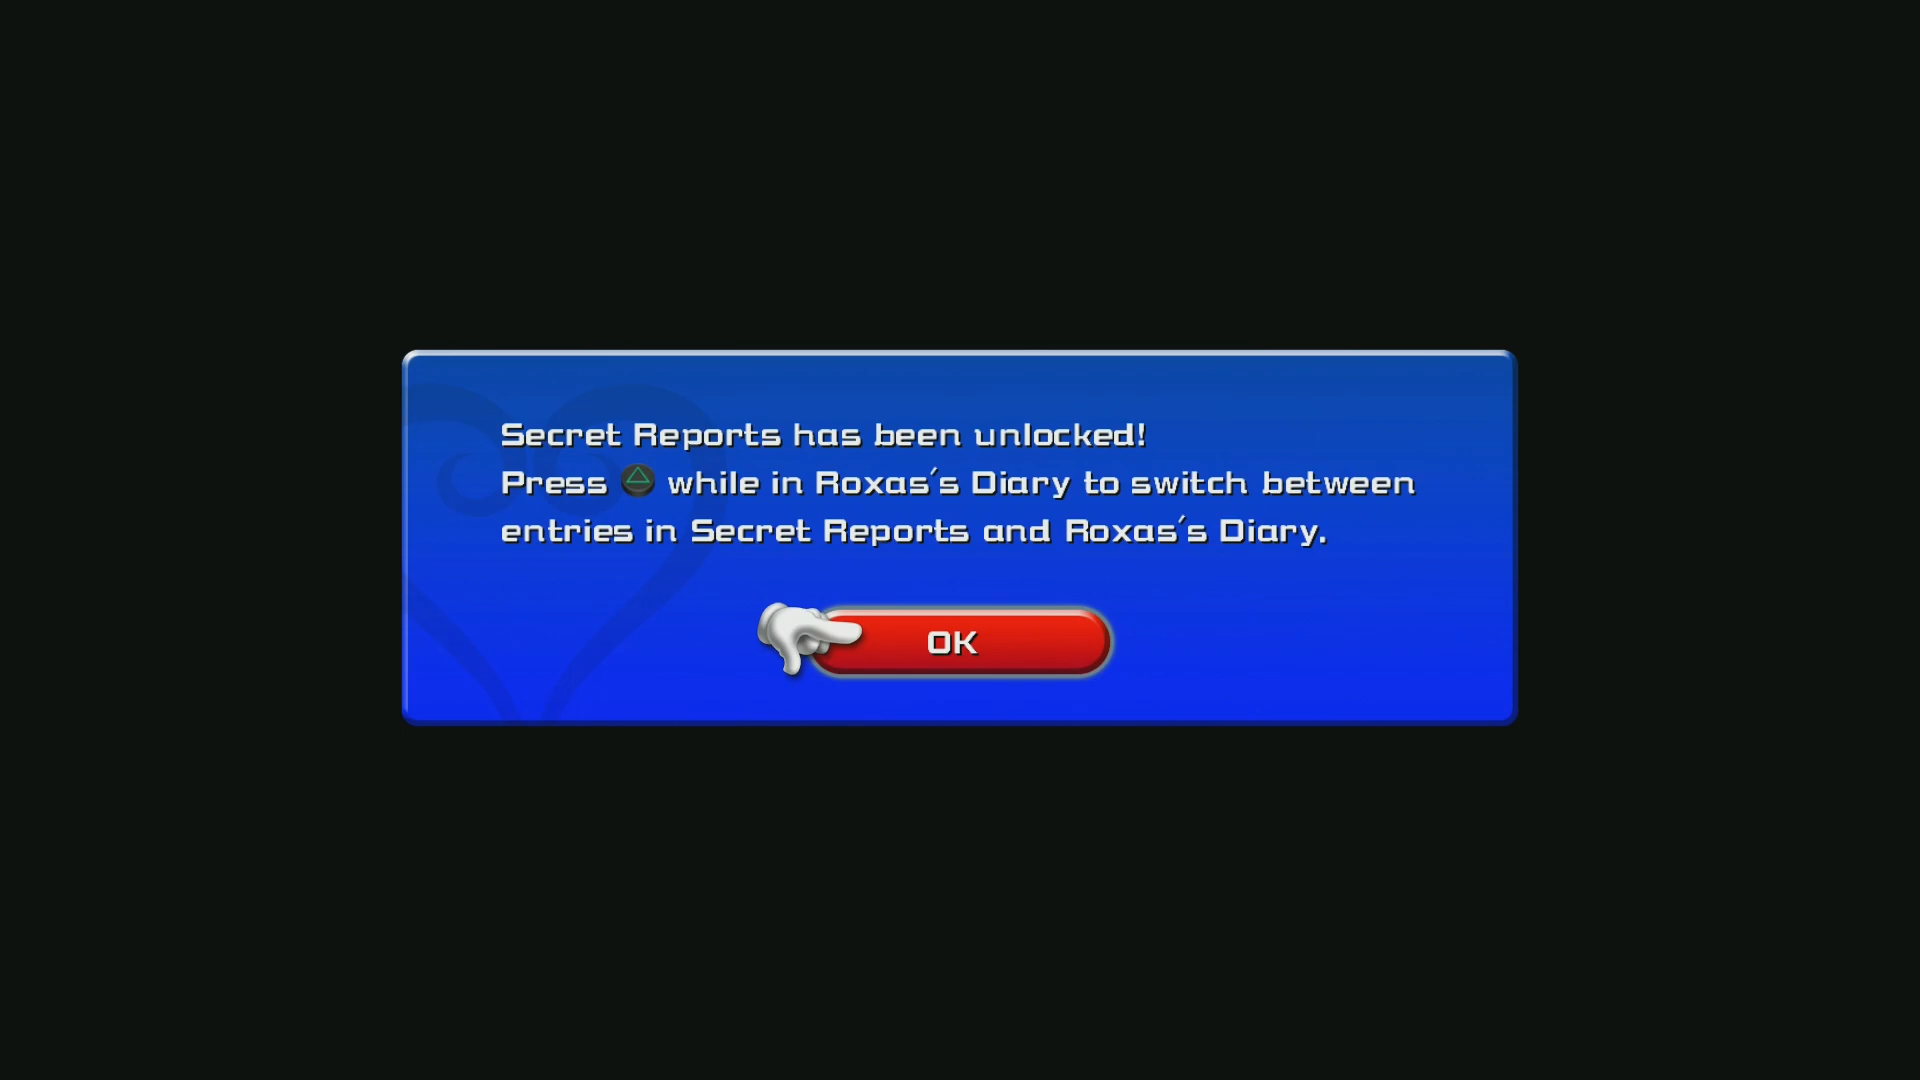 Secret Reports has been unlocked!
Press △ while in Roxas's Diary to switch between
entries in Secret Reports and Roxas's Diary.
OK